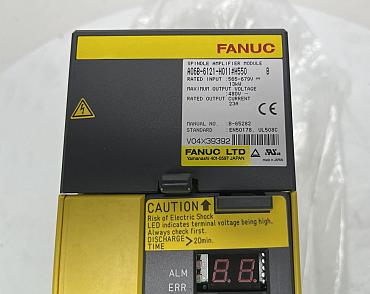 FANUC
SPINDLE AMPLIFIER MODULE
A06B-6121-H011#H550 B
RATED INPUT 565-679V
13kW
MAXIMUM OUTPUT VOLTAGE
480V~
RATED OUTPUT CURRENT
23A
MANUAL NO. B-65282
STANDARD EN50178, UL508C
V04X39392
FANUC LTD
Yamanashi 401-0597 JAPAN
MADE IN JAPAN
CAUTION
Risk of Electric Shock
LED indicates terminal voltage being high.
Always check first.
DISCHARGE > 20min.
TIME
ALM
ERR